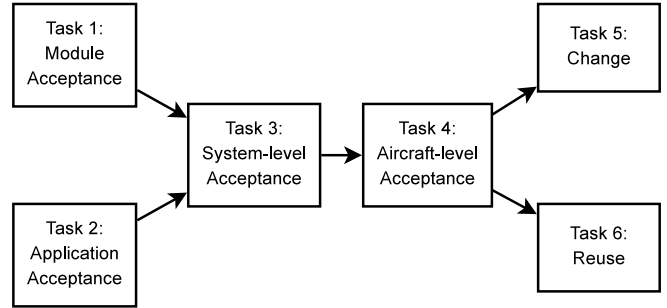 Task 1:
Module
Acceptance
Task 2:
Application
Acceptance
Task 3:
System-level
Acceptance
Task 4:
Aircraft-level
Acceptance
Task 5:
Change
Task 6:
Reuse